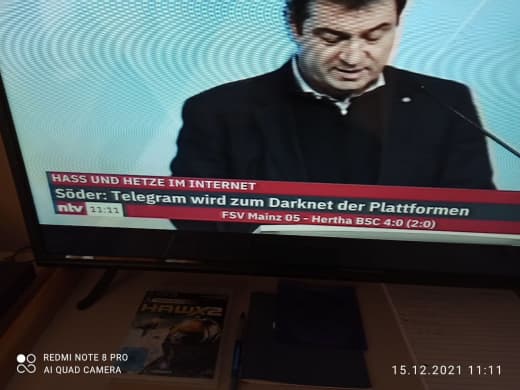 HASS UND HETZE IM INTERNET
Söder: Telegram wird zum Darknet der Plattformen
ntv 11:11
FSV Mainz 05 - Hertha BSC 4:0 (2:0)
HAWX2
REDMI NOTE 8 PRO
AI QUAD CAMERA
15.12.2021 11:11